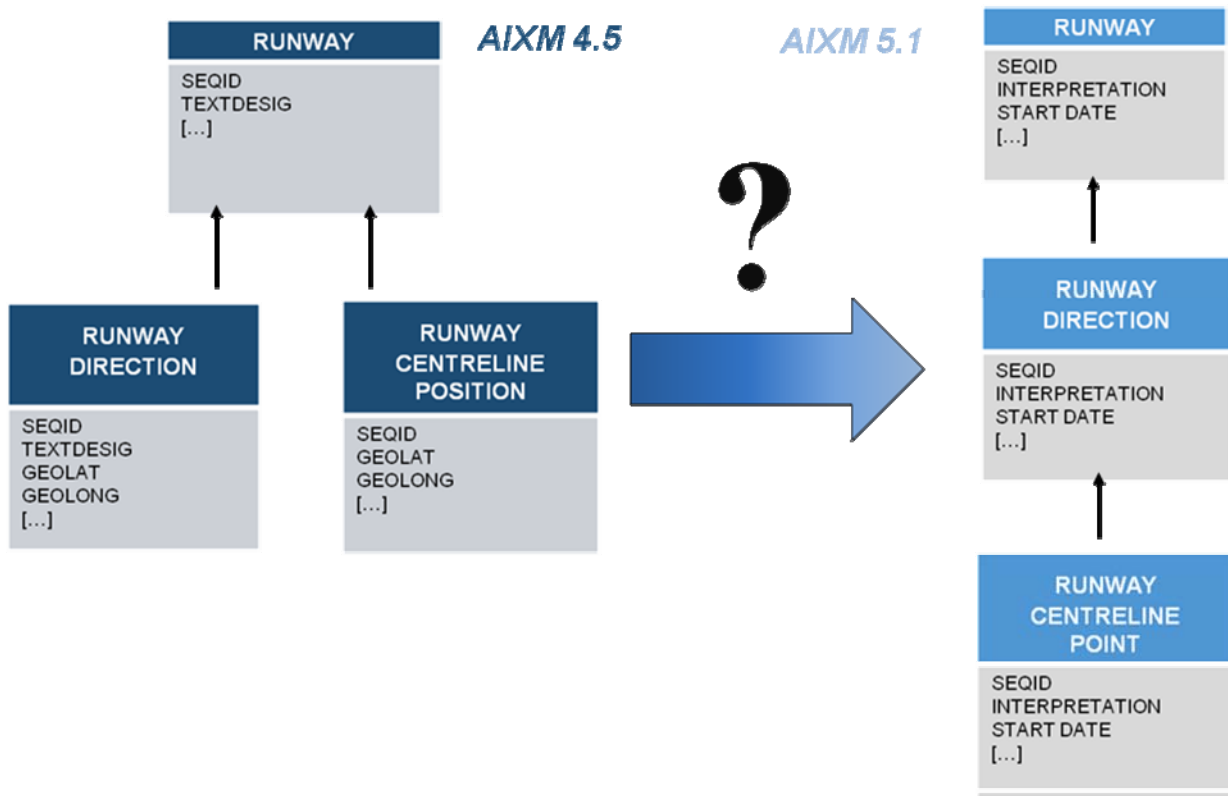 AIXM 4.5
RUNWAY
SEQID
TEXTDESIG
[...]
RUNWAY
DIRECTION
SEQID
TEXTDESIG
GEOLAT
GEOLONG
[...]
RUNWAY
CENTRELINE
POSITION
SEQID
GEOLAT
GEOLONG
[...]
?
AIXM 5.1
RUNWAY
SEQID
INTERPRETATION
START DATE
[...]
RUNWAY
DIRECTION
SEQID
INTERPRETATION
START DATE
[...]
RUNWAY
CENTRELINE
POINT
SEQID
INTERPRETATION
START DATE
[...]